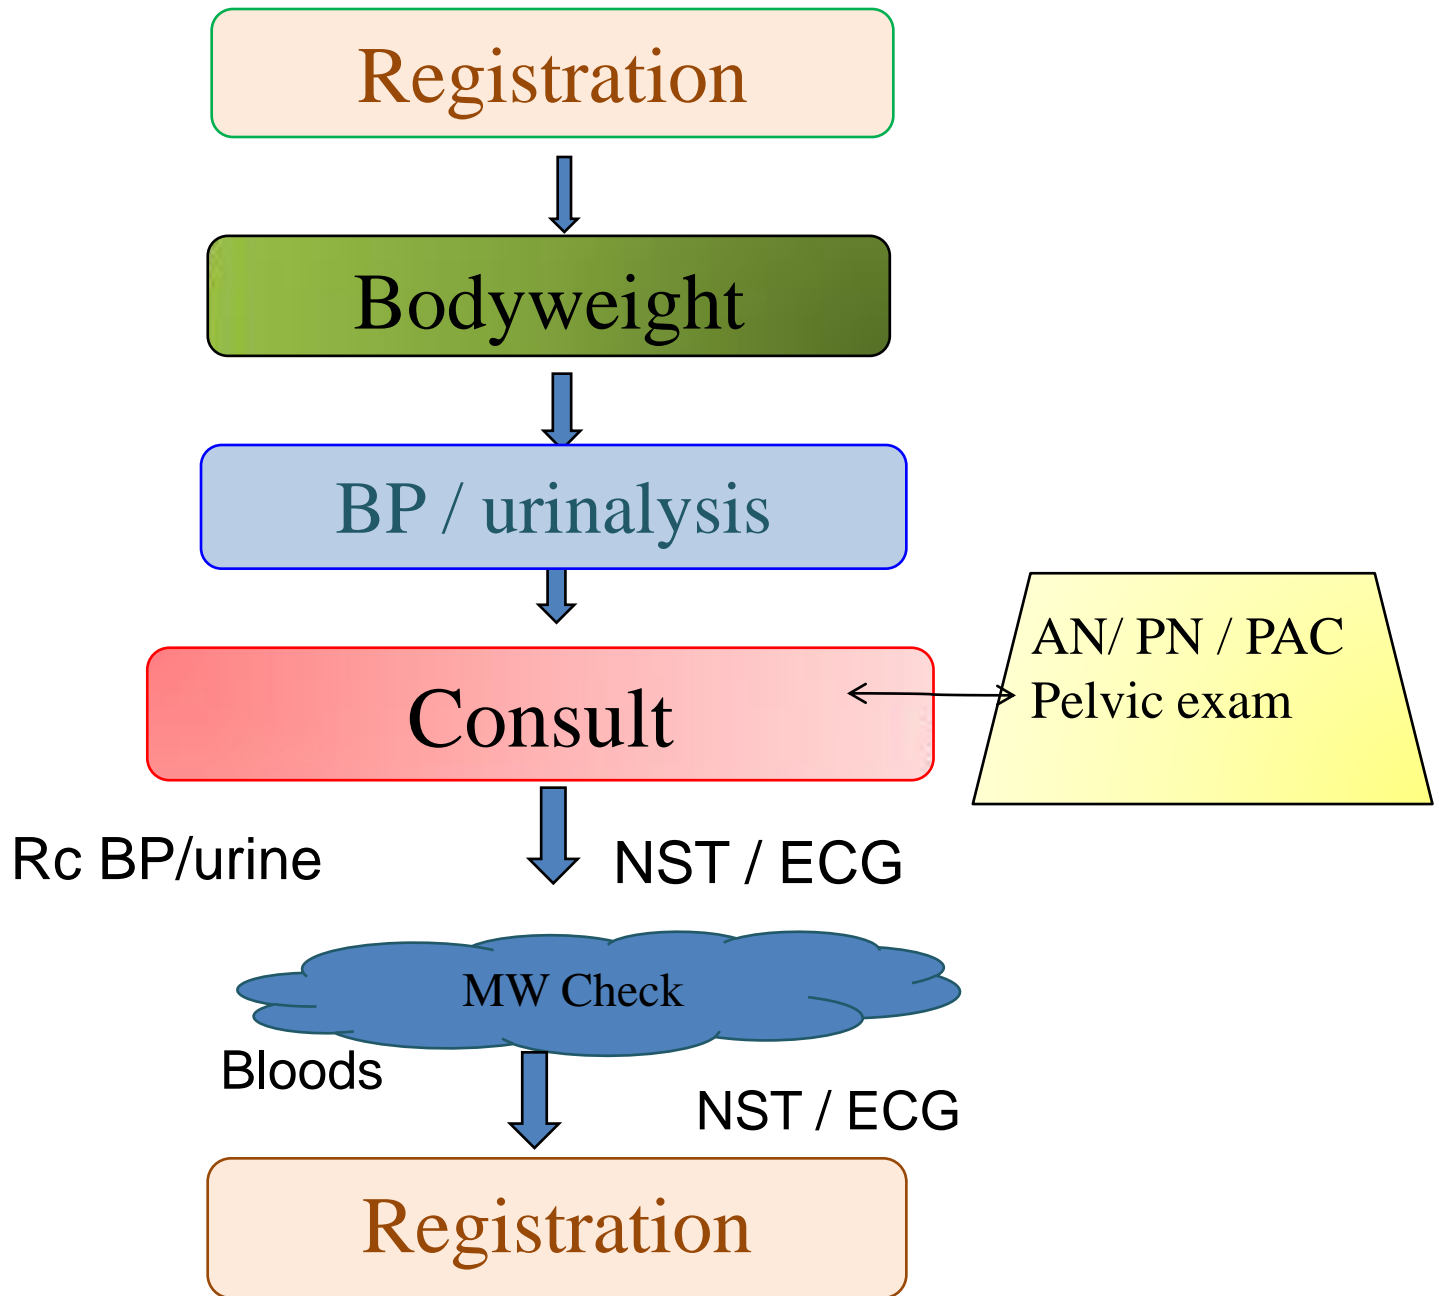 Registration
Bodyweight
BP / urinalysis
AN/ PN / PAC
Pelvic exam
Consult
Rc BP/urine
NST / ECG
MW Check
Bloods
NST / ECG
Registration